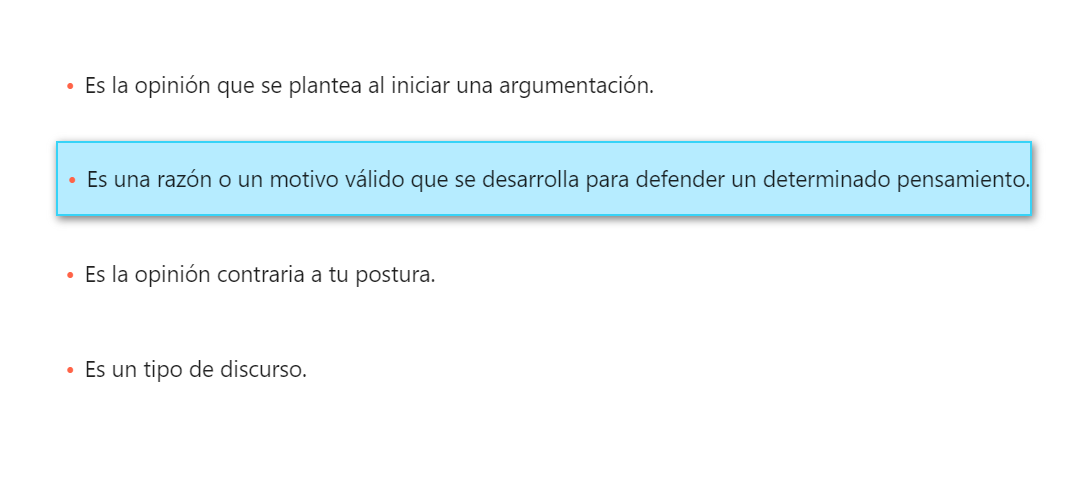 • Es la opinión que se plantea al iniciar una argumentación.
• Es una razón o un motivo válido que se desarrolla para defender un determinado pensamiento.
• Es la opinión contraria a tu postura.
• Es un tipo de discurso.